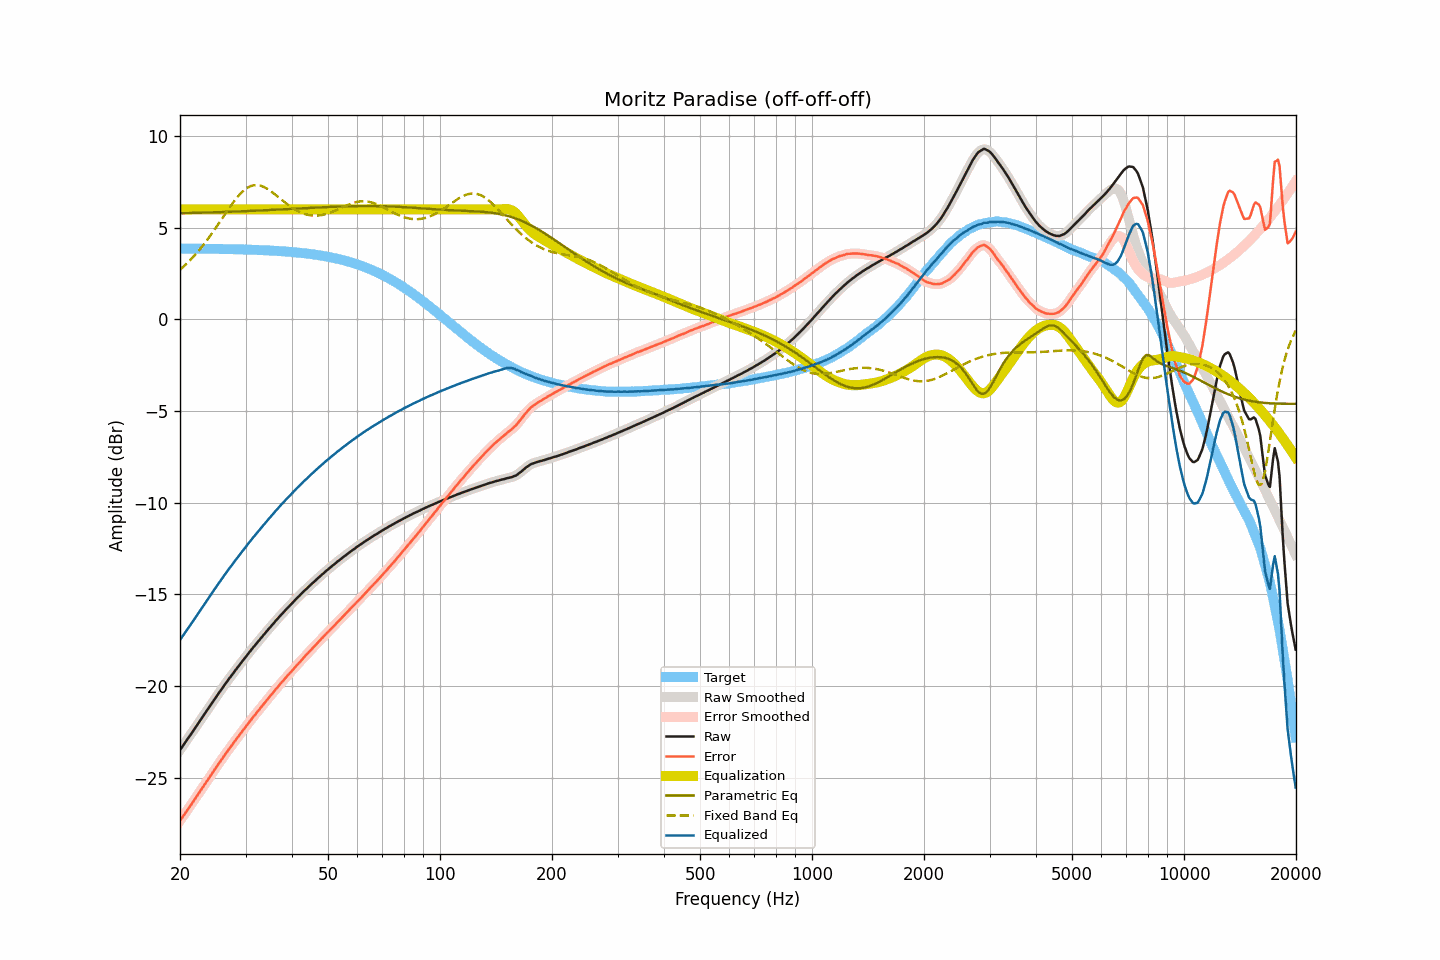 Moritz Paradise (off-off-off)
10
5
0
−5
−10
−15
−20
−25
Amplitude (dBr)
Target
Raw Smoothed
Error Smoothed
Raw
Error
Equalization
Parametric Eq
Fixed Band Eq
Equalized
20 50 100 200 500 1000 2000 5000 10000 20000
Frequency (Hz)